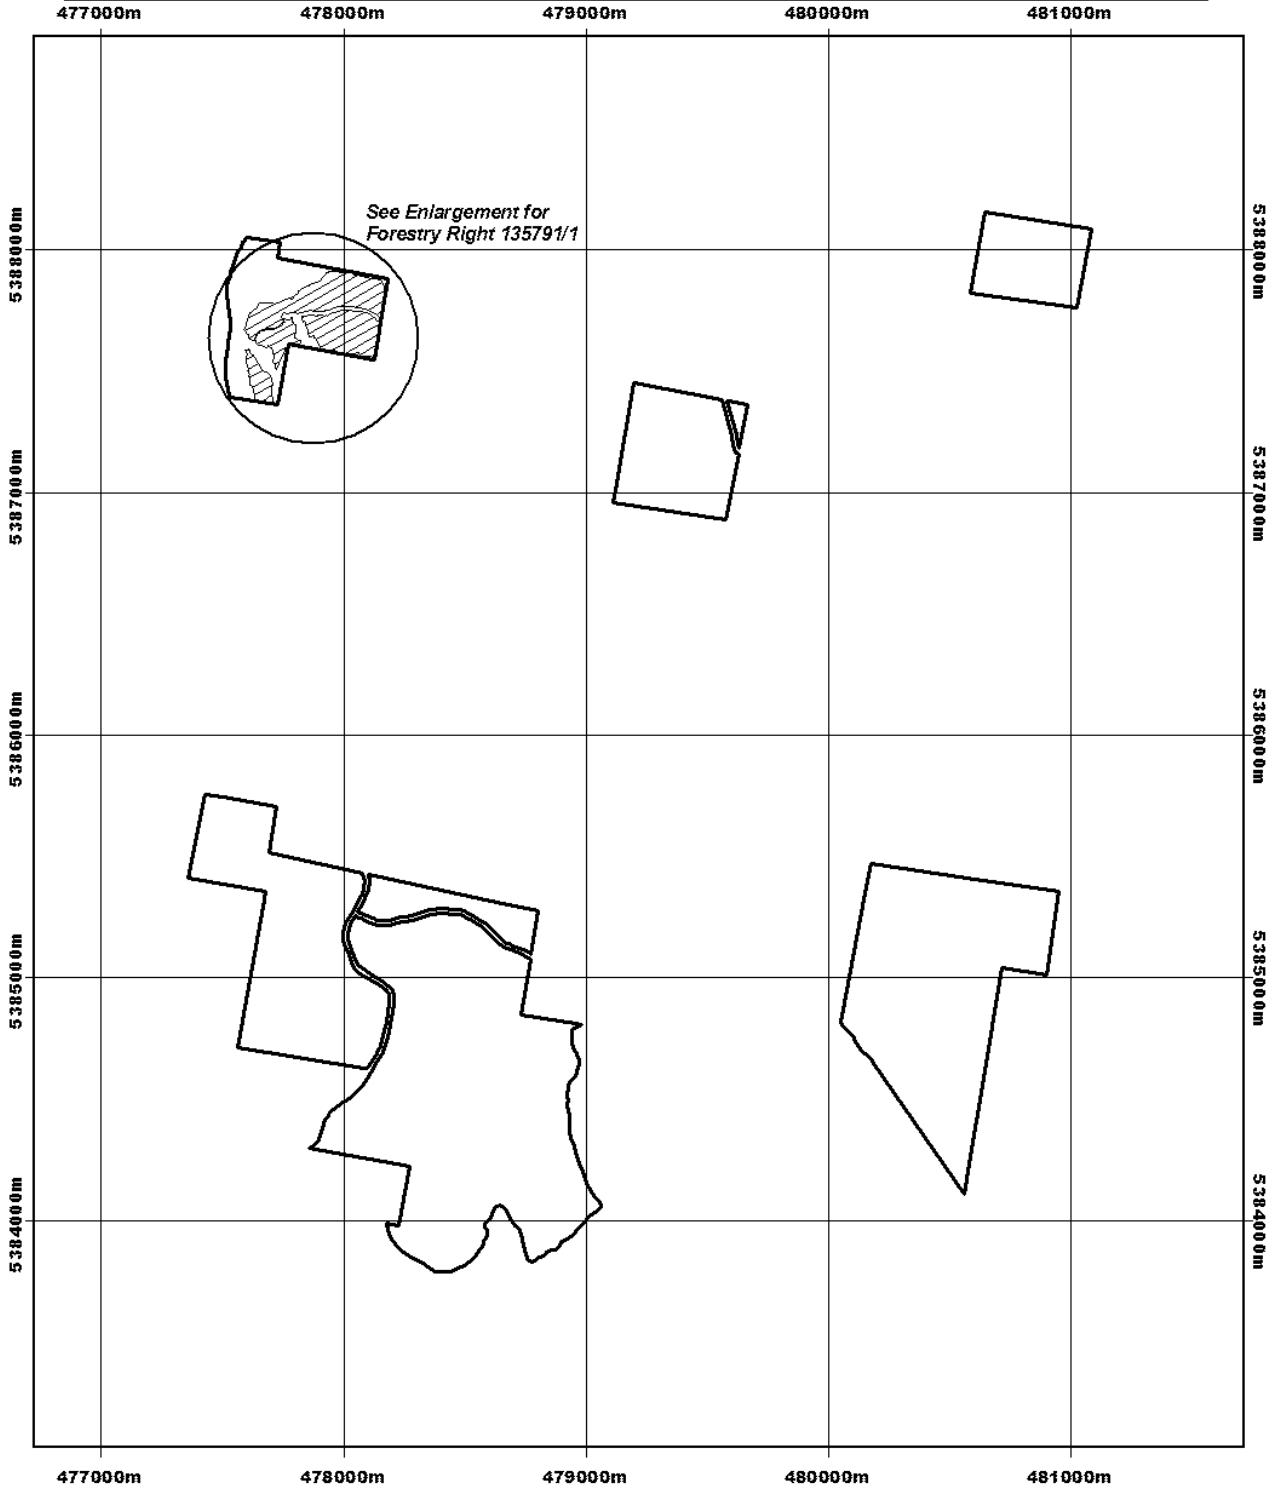 477000m 478000m 479000m 480000m 481000m
See Enlargement for
Forestry Right 135791/1
5388000m 5388000m
5387000m 5387000m
5386000m 5386000m
5385000m 5385000m
5384000m 5384000m
477000m 478000m 479000m 480000m 481000m